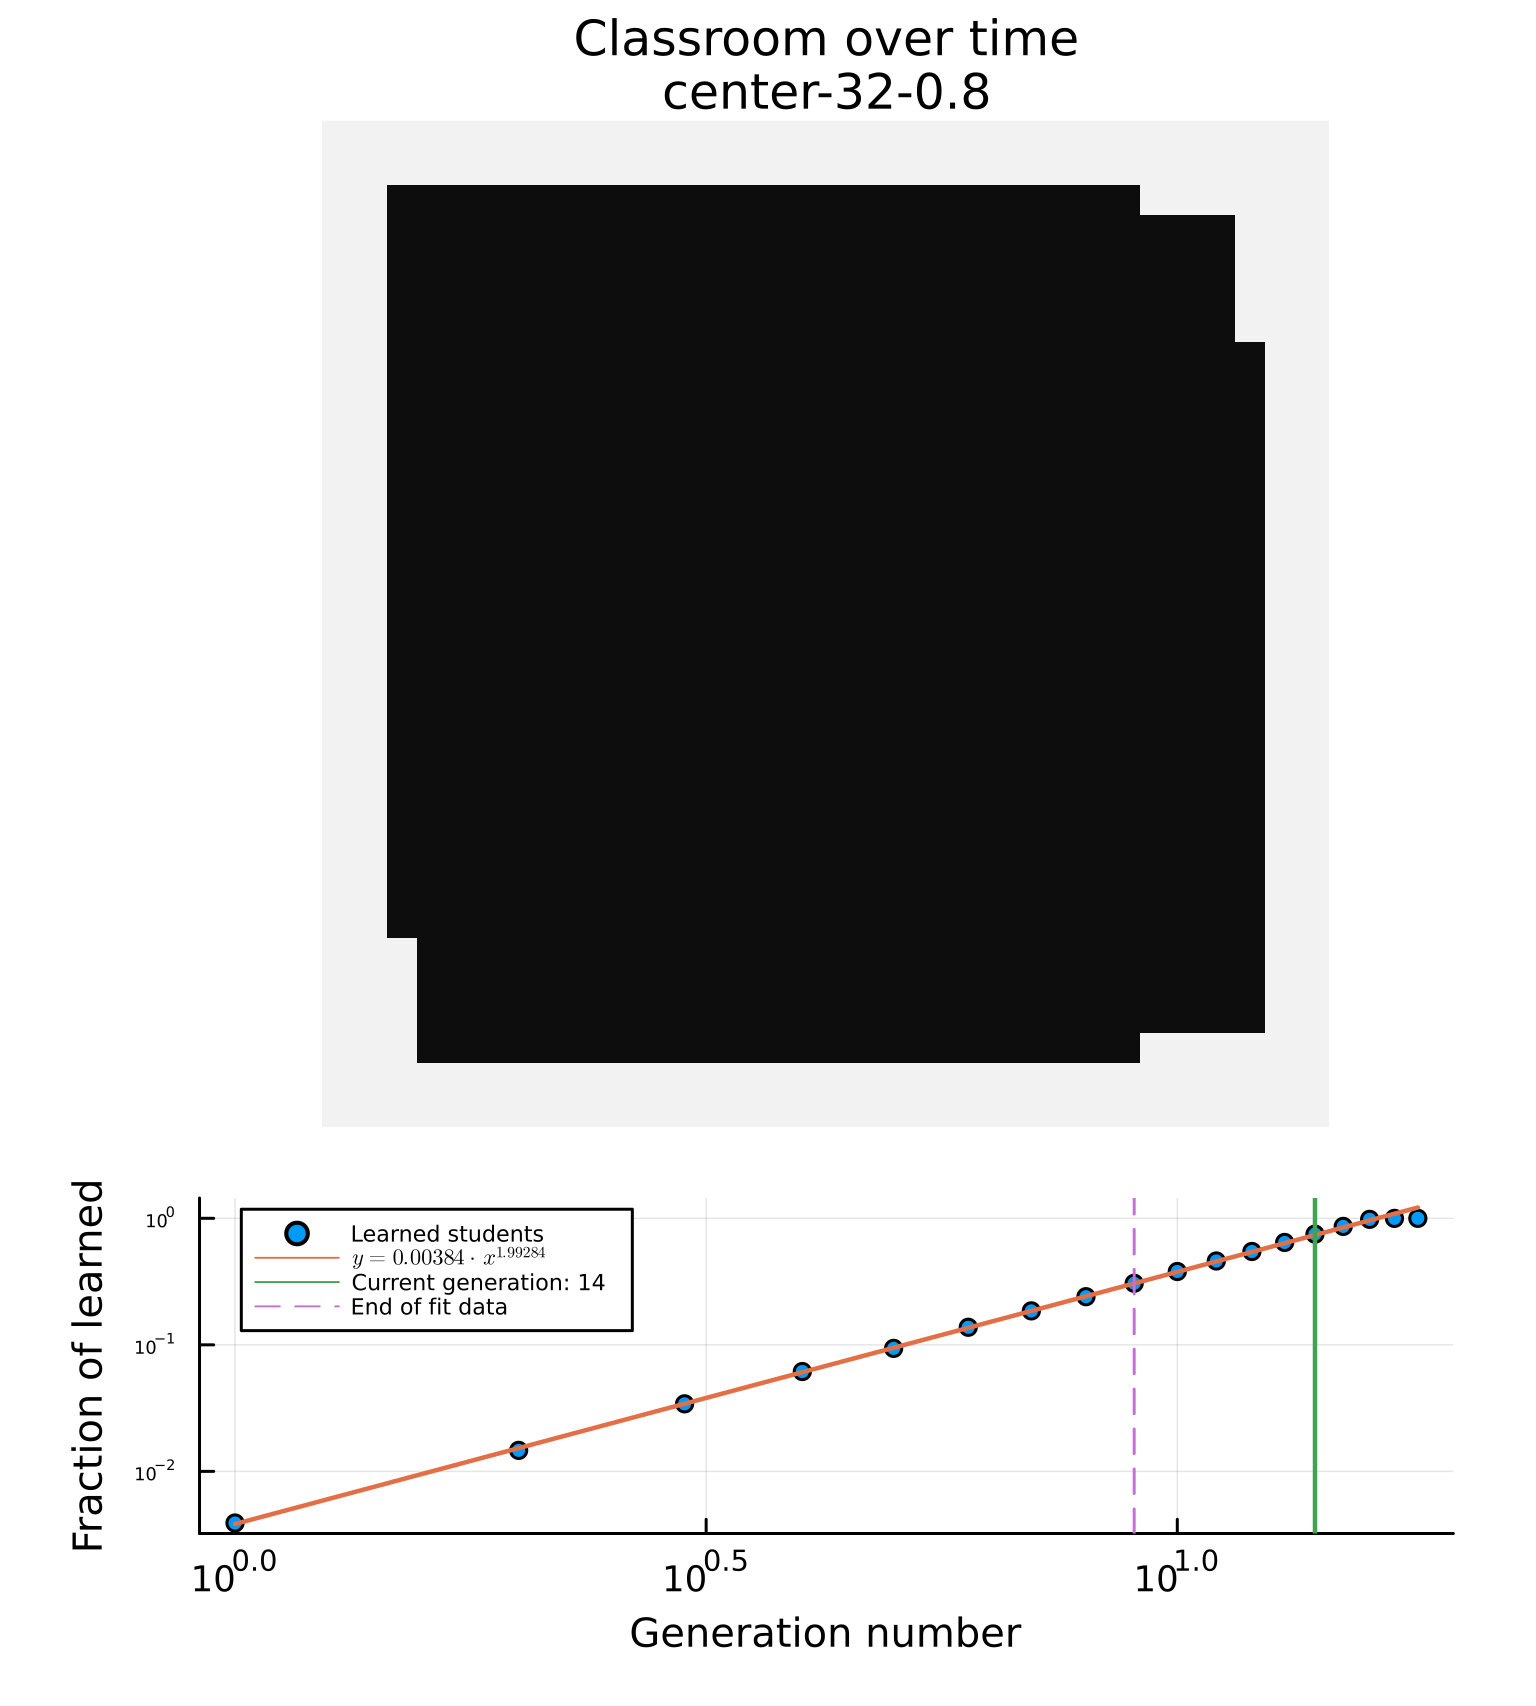 Classroom over time
center-32-0.8
Fraction of learned
10^0
10^-1
10^-2
Learned students
y = 0.00384 · x^1.99284
Current generation: 14
End of fit data
10^0.0
10^0.5
10^1.0
Generation number